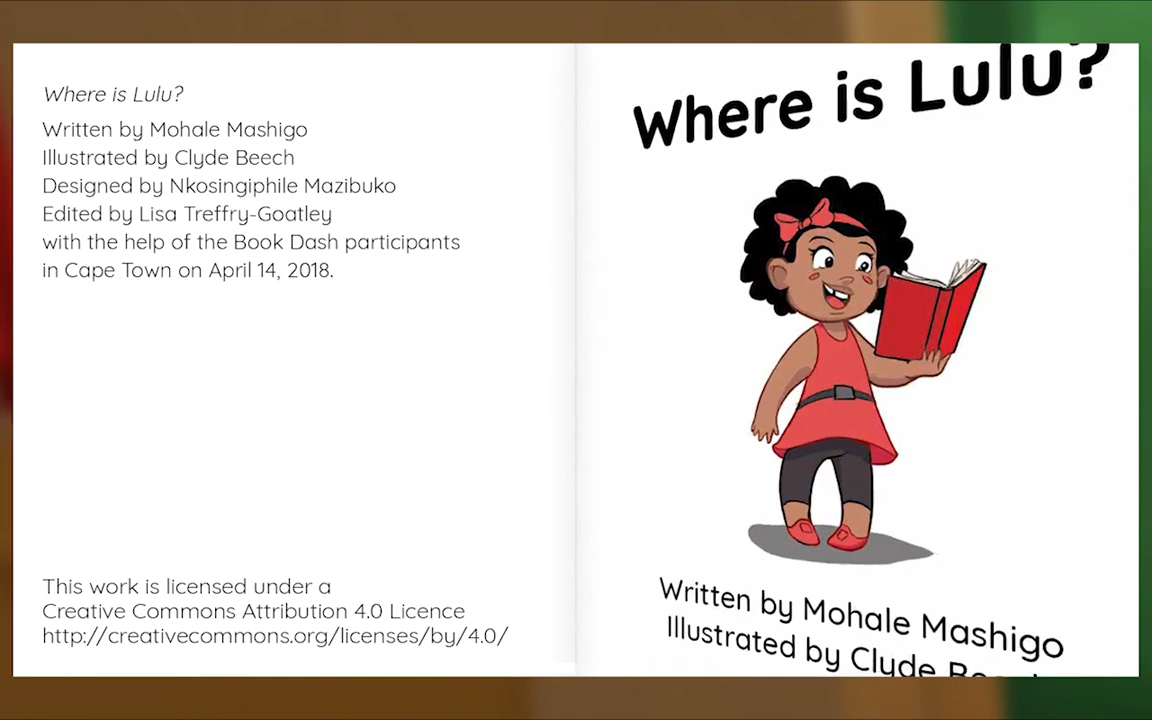 Where is Lulu?
Written by Mohale Mashigo
Illustrated by Clyde Beech
Designed by Nkosingiphile Mazibuko
Edited by Lisa Treffry-Goatley
with the help of the Book Dash participants
in Cape Town on April 14, 2018.
This work is licensed under a
Creative Commons Attribution 4.0 Licence
http://creativecommons.org/licenses/by/4.0/
Where is Lulu?
Written by Mohale Mashigo
Illustrated by Clyde